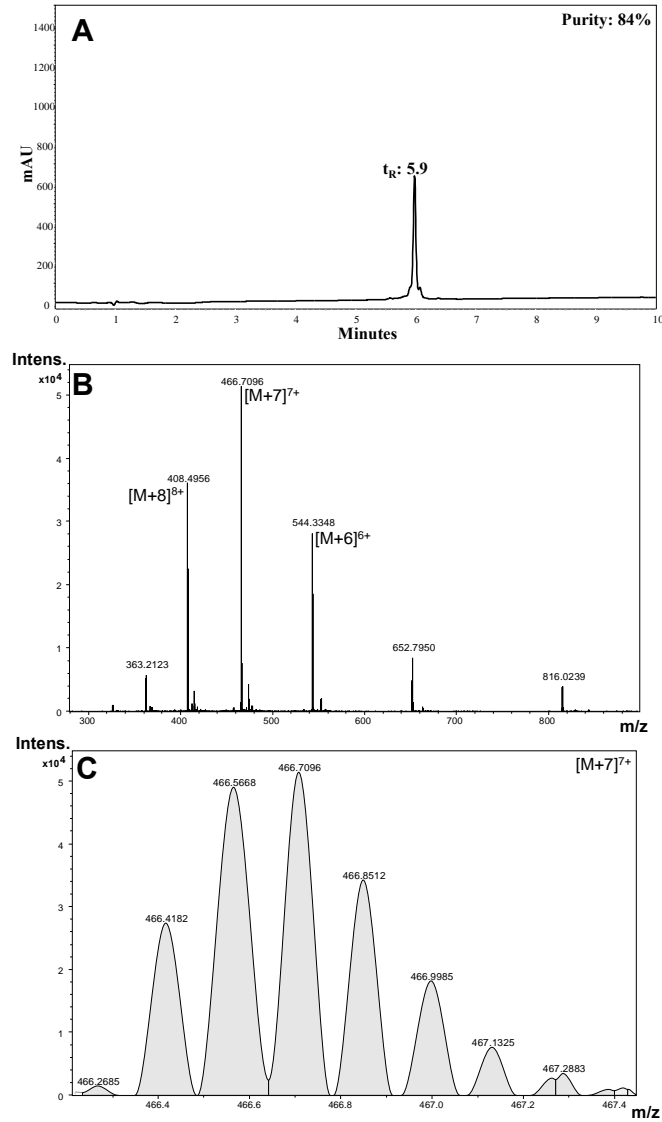 A
Purity: 84%
1400
1200
1000
800
600
400
200
0
mAU
tR: 5.9
0 1 2 3 4 5 6 7 8 9 10
Minutes
Intens.
x10⁴
B
466.7096
[M+7]⁷⁺
408.4956
[M+8]⁸⁺
544.3348
[M+6]⁶⁺
363.2123
652.7950
816.0239
5
4
3
2
1
0
300 400 500 600 700 800
m/z
Intens.
x10⁴
C
[M+7]⁷⁺
466.7096
466.5668
466.8512
466.4182
466.9985
467.1325
466.2685
467.2883
5
4
3
2
1
0
466.4 466.6 466.8 467.0 467.2 467.4
m/z